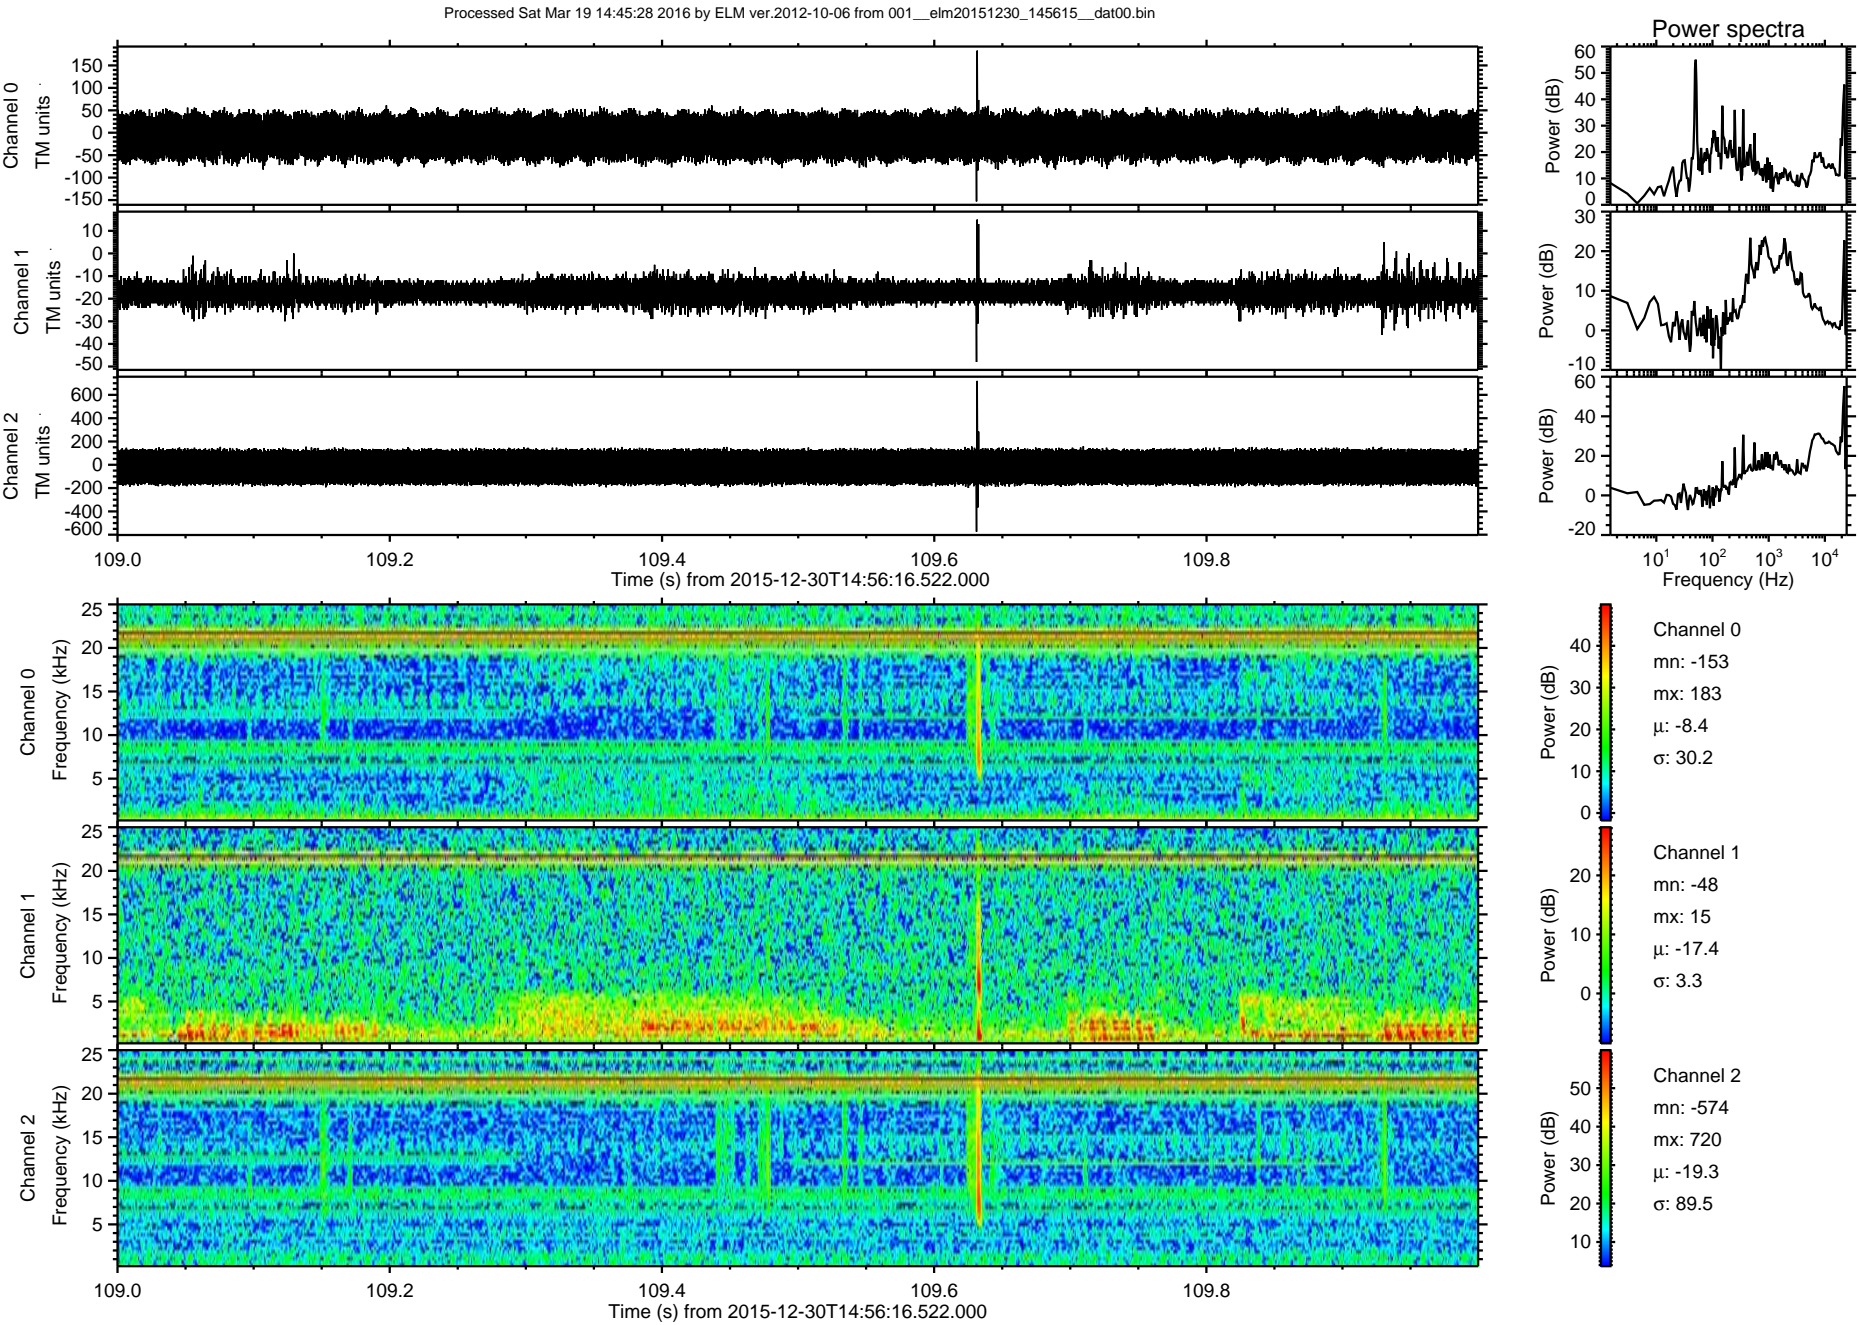 Processed Sat Mar 19 14:45:28 2016 by ELM ver.2012-10-06 from 001__elm20151230_145615__dat00.bin
Power spectra
Channel 0
TM units
150
100
50
0
-50
-100
-150
Power (dB)
60
50
40
30
20
10
0
Channel 1
TM units
10
0
-10
-20
-30
-40
-50
Power (dB)
30
20
10
0
-10
Channel 2
TM units
600
400
200
0
-200
-400
-600
Power (dB)
60
40
20
0
-20
109.0 109.2 109.4 109.6 109.8
Time (s) from 2015-12-30T14:56:16.522.000
10^1 10^2 10^3 10^4
Frequency (Hz)
Channel 0
Frequency (kHz)
25
20
15
10
5
Power (dB)
40
30
20
10
0
Channel 0
mn: -153
mx: 183
μ: -8.4
σ: 30.2
Channel 1
Frequency (kHz)
25
20
15
10
5
Power (dB)
20
10
0
Channel 1
mn: -48
mx: 15
μ: -17.4
σ: 3.3
Channel 2
Frequency (kHz)
25
20
15
10
5
Power (dB)
50
40
30
20
10
Channel 2
mn: -574
mx: 720
μ: -19.3
σ: 89.5
109.0 109.2 109.4 109.6 109.8
Time (s) from 2015-12-30T14:56:16.522.000